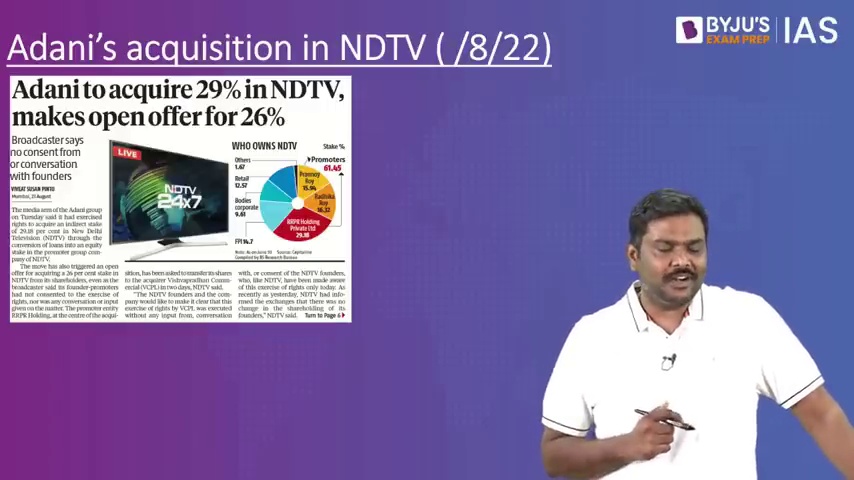 BYJU'S
EXAM PREP
IAS
Adani's acquisition in NDTV ( /8/22)
Adani to acquire 29% in NDTV,
makes open offer for 26%
Broadcaster says
no consent from
or conversation
with founders
VIVEAT SUSAN PINTO
Mumbai, 23 August
The media arm of the Adani group
on Tuesday said it had exercised
rights to acquire an indirect stake
of 29.18 per cent in New Delhi
Television (NDTV) through the
conversion of loans into an equity
stake in the promoter group com-
pany of NDTV.
The move has also triggered an open
offer for acquiring a 26 per cent stake in
NDTV from its shareholders, even as the
broadcaster said its founder-promoters
had not consented to the exercise of
rights, nor was any conversation or input
given on the matter. The promoter entity
RRPR Holding, at the centre of the acqui-
LIVE
NDTV
24x7
WHO OWNS NDTV
Stake %
Others
1.67
Promoters
61.45
Retail
12.57
Prannoy
Roy
15.94
Bodies
corporate
9.61
Radhika
Roy
16.32
RRPR Holding
Private Ltd
29.18
FPI 14.7
Note: As on June 30 Source: Capitaline
Compiled by BS Research Bureau
sition, has been asked to transfer its shares
to the acquirer Vishvapradhan Comm-
ercial (VCPL) in two days, NDTV said.
"The NDTV founders and the com-
pany would like to make it clear that this
exercise of rights by VCPL was executed
without any input from, conversation
with, or consent of the NDTV founders,
who, like NDTV, have been made aware
of this exercise of rights only today. As
recently as yesterday, NDTV had infor-
med the exchanges that there was no
change in the shareholding of its
founders," NDTV said. Turn to Page 6